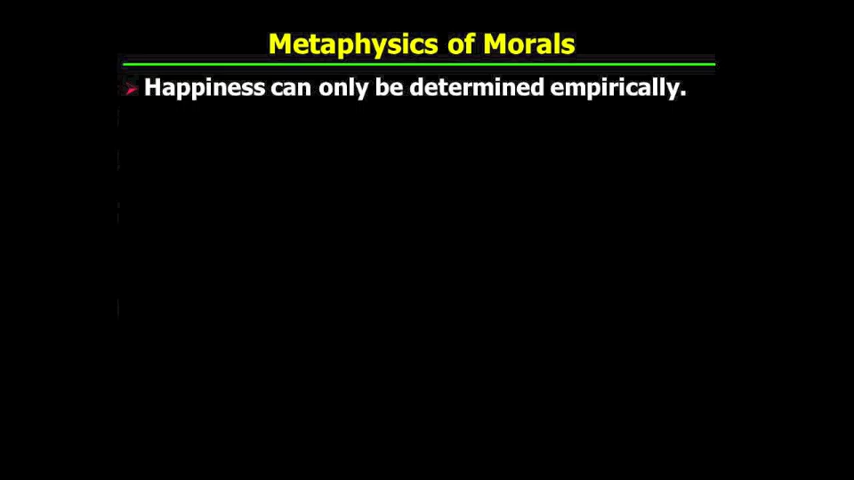 Metaphysics of Morals
Happiness can only be determined empirically.